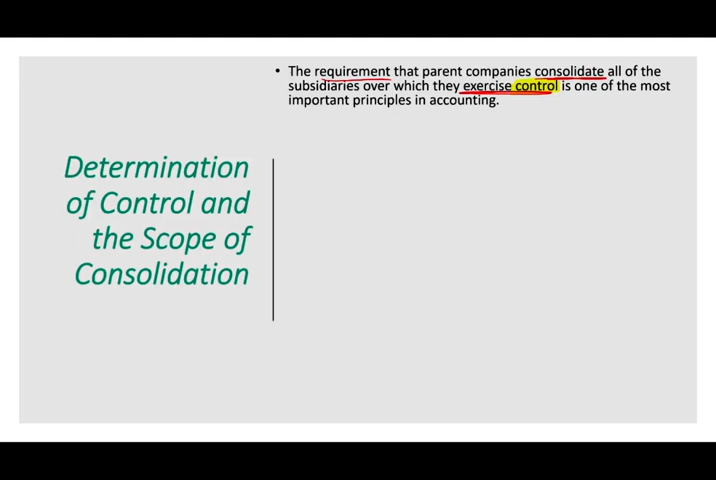 • The requirement that parent companies consolidate all of the
subsidiaries over which they exercise control is one of the most
important principles in accounting.
Determination
of Control and
the Scope of
Consolidation